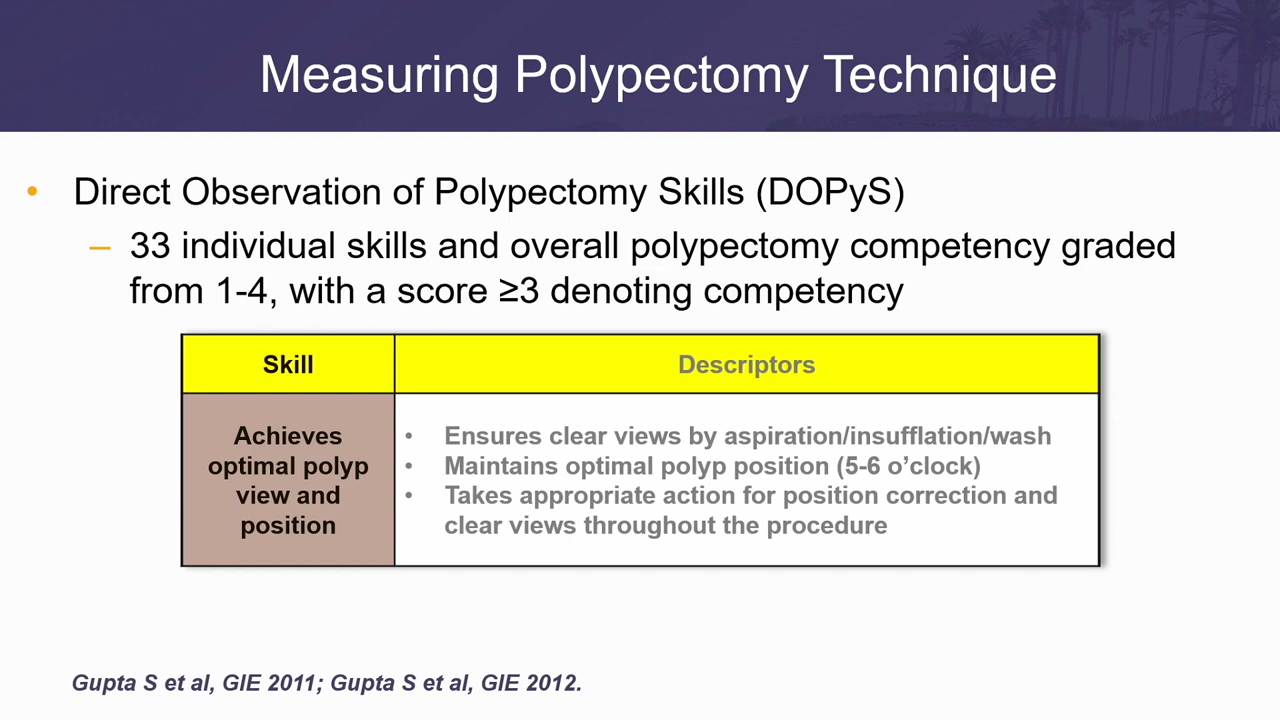 Measuring Polypectomy Technique
• Direct Observation of Polypectomy Skills (DOPyS)
– 33 individual skills and overall polypectomy competency graded
from 1-4, with a score ≥3 denoting competency
Skill
Descriptors
Achieves
optimal polyp
view and
position
• Ensures clear views by aspiration/insufflation/wash
• Maintains optimal polyp position (5-6 o’clock)
• Takes appropriate action for position correction and
clear views throughout the procedure
Gupta S et al, GIE 2011; Gupta S et al, GIE 2012.